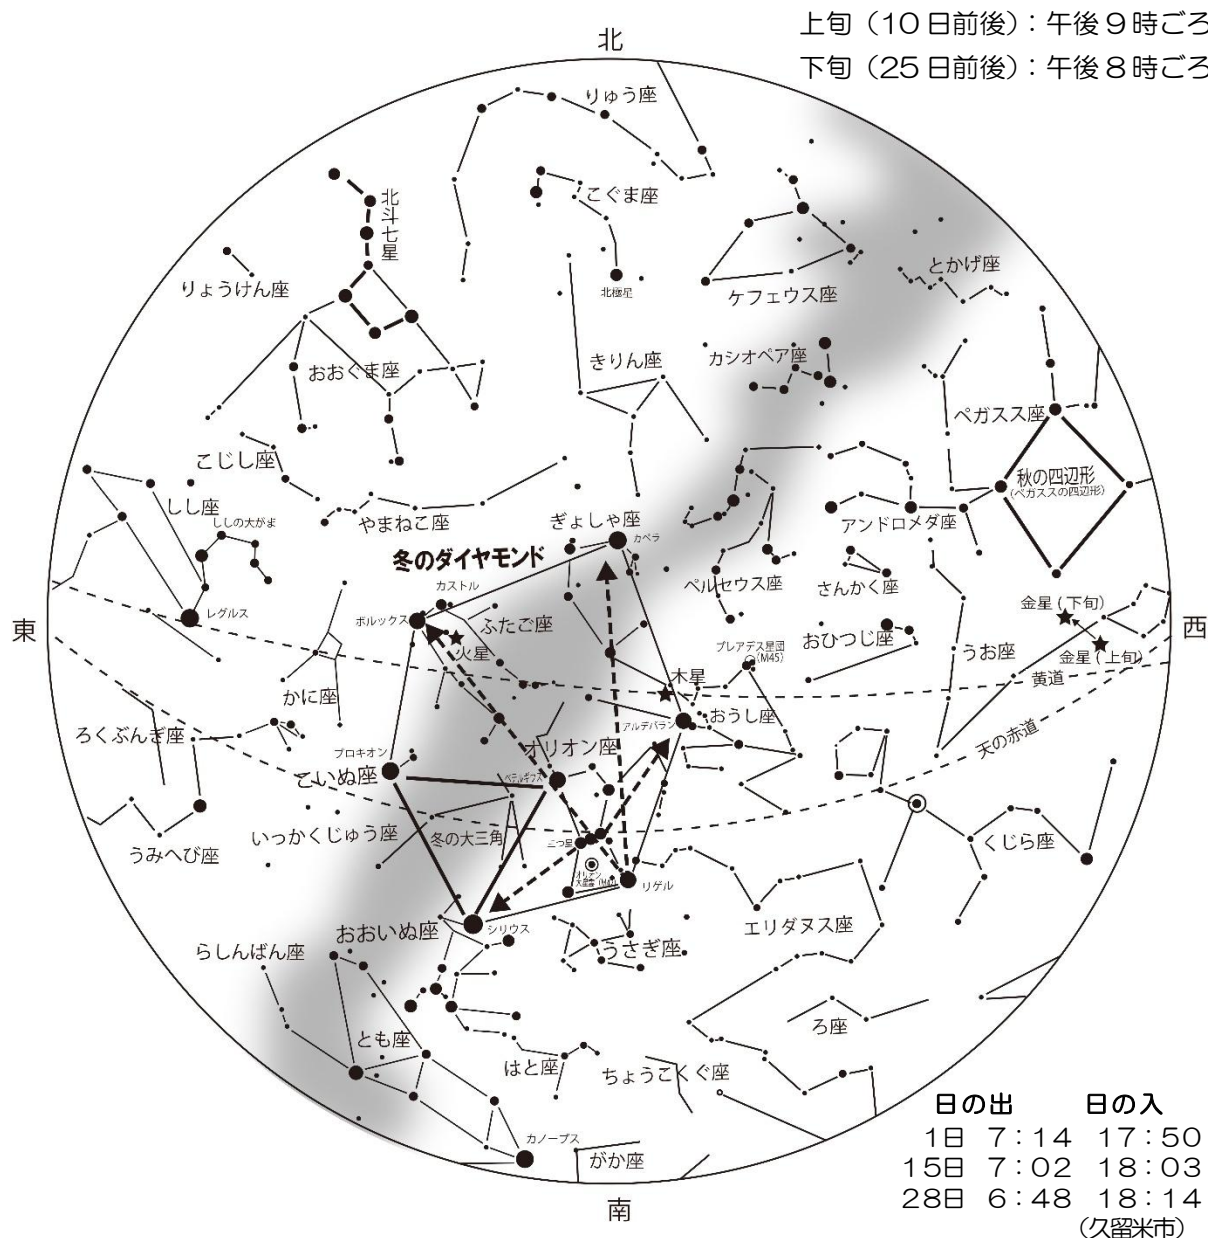 上旬（10日前後）：午後9時ごろ
下旬（25日前後）：午後8時ごろ
北
りゅう座
こぐま座
北斗七星
りょうけん座
北極星
ケフェウス座
とかげ座
おおぐま座
きりん座
カシオペア座
ペガスス座
こじし座
しし座
ししの大がま
やまねこ座
ぎょしゃ座
カペラ
アンドロメダ座
秋の四辺形
（ペガススの四辺形）
冬のダイヤモンド
カストル
ポルックス
ふたご座
火星
ペルセウス座
さんかく座
レグルス
プレアデス星団
（M45）
おひつじ座
金星（下旬）
金星（上旬）
東
西
かに座
木星
うお座
黄道
おうし座
アルデバラン
天の赤道
ろくぶんぎ座
プロキオン
こいぬ座
オリオン座
ベテルギウス
うみへび座
いっかくじゅう座
冬の大三角
三つ星
くじら座
オリオン
大星雲（M42）
リゲル
おおいぬ座
シリウス
うさぎ座
エリダヌス座
らしんばん座
とも座
はと座
ろ座
ちょうこくぐ座
カノープス
がか座
南
日の出 日の入
1日 7：14 17：50
15日 7：02 18：03
28日 6：48 18：14
（久留米市）